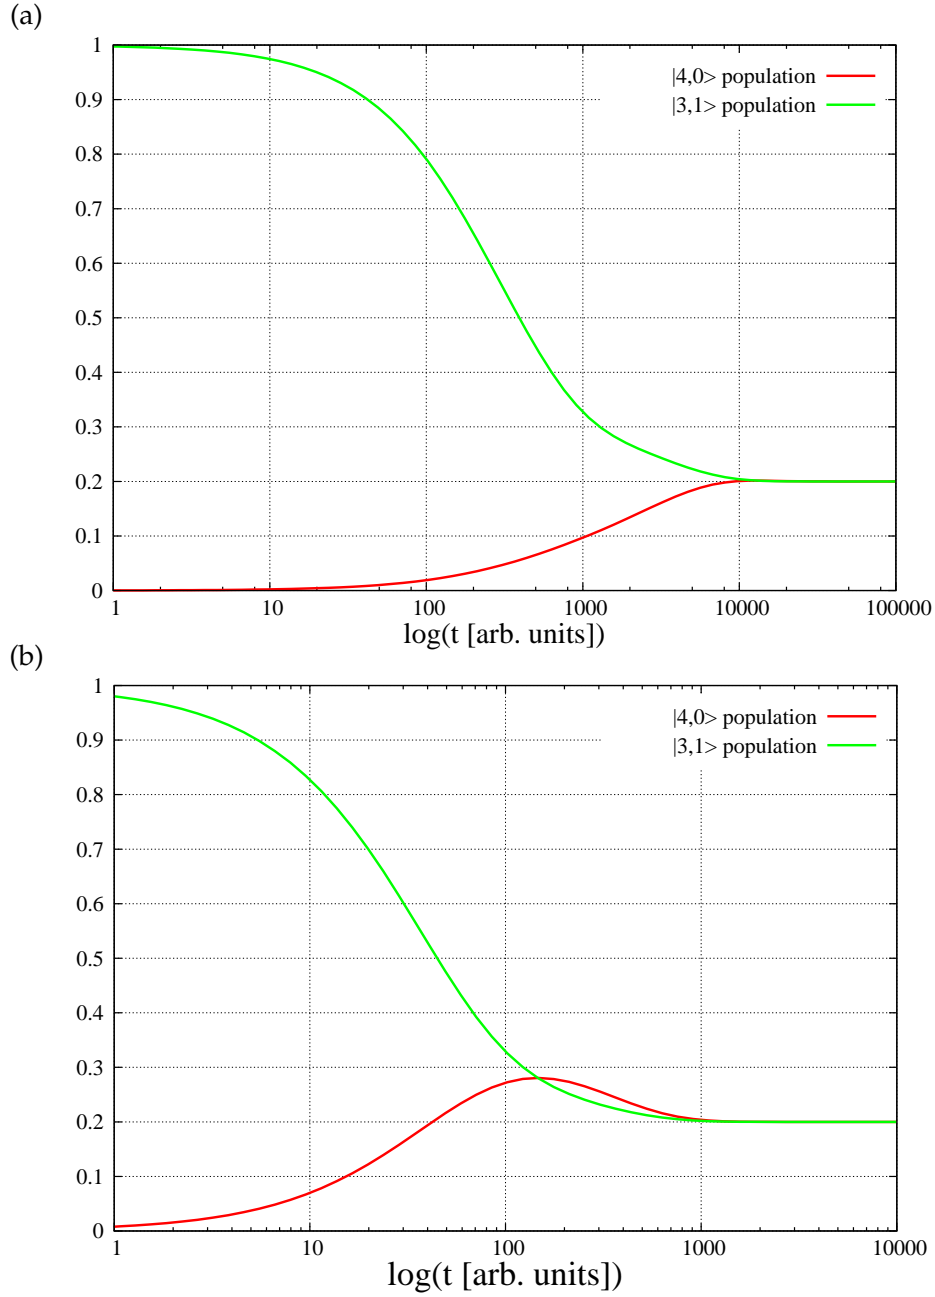 (a)
1
0.9
0.8
0.7
0.6
0.5
0.4
0.3
0.2
0.1
0
1 10 100 1000 10000 100000
|4,0> population
|3,1> population
log(t [arb. units])
(b)
1
0.9
0.8
0.7
0.6
0.5
0.4
0.3
0.2
0.1
0
1 10 100 1000 10000
|4,0> population
|3,1> population
log(t [arb. units])